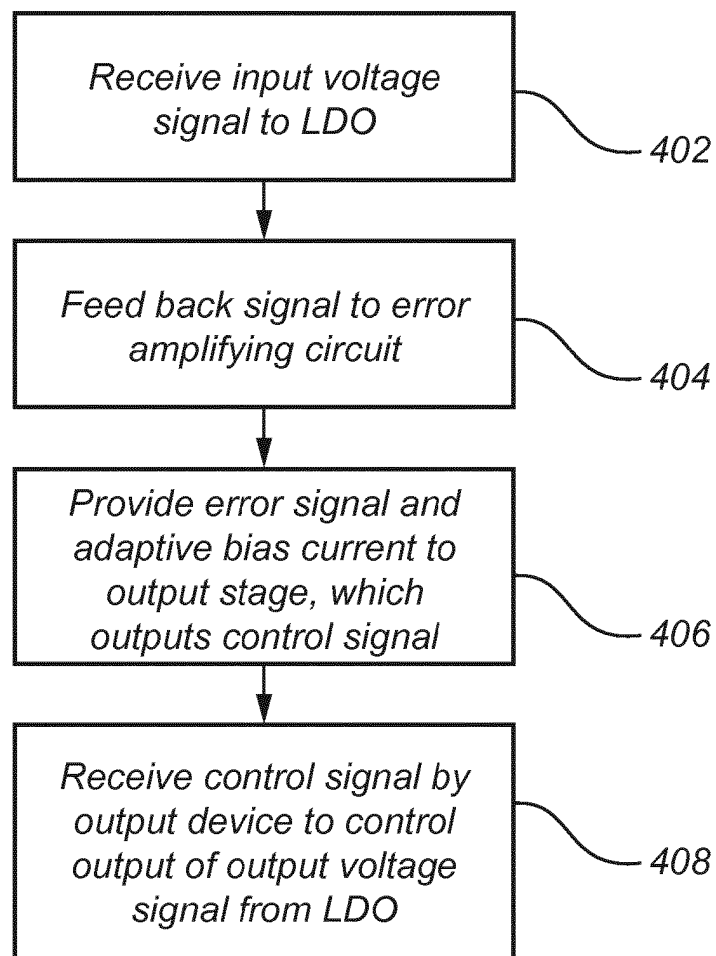 Receive input voltage
signal to LDO
402
Feed back signal to error
amplifying circuit
404
Provide error signal and
adaptive bias current to
output stage, which
outputs control signal
406
Receive control signal by
output device to control
output of output voltage
signal from LDO
408